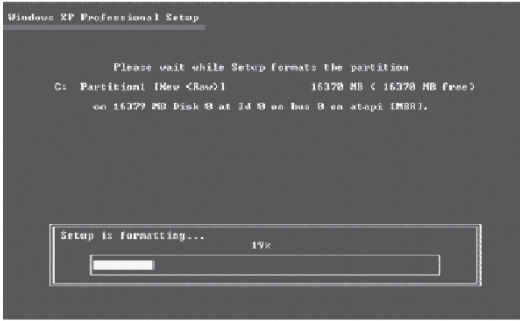 Windows XP Professional Setup
Please wait while Setup formats the partition
C: Partition1 [New (Raw)] 16370 MB ( 16370 MB free)
on 16379 MB Disk 0 at Id 0 on bus 0 on atapi [MBR].
Setup is formatting...
19%